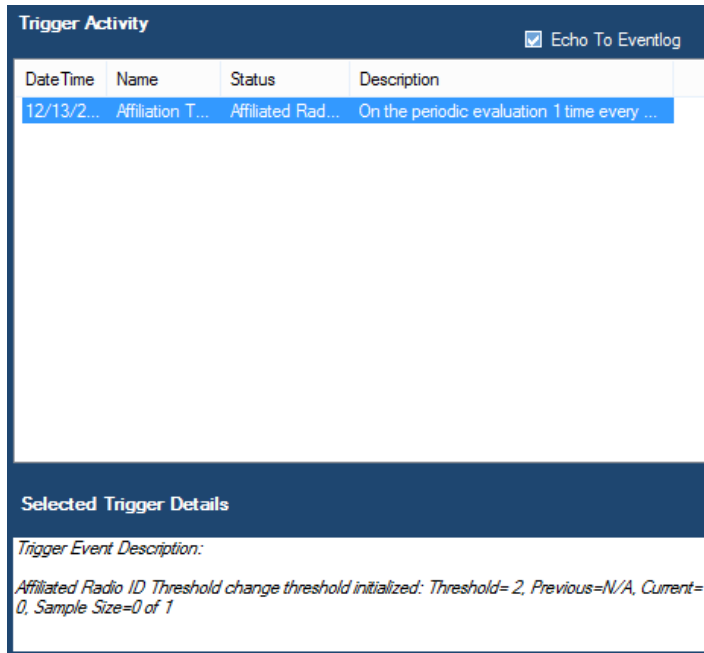 Trigger Activity
Echo To Eventlog
DateTime Name Status Description
12/13/2... Affiliation T... Affiliated Rad... On the periodic evaluation 1 time every ...
Selected Trigger Details
Trigger Event Description:
Affiliated Radio ID Threshold change threshold initialized: Threshold= 2, Previous=N/A, Current=
0, Sample Size=0 of 1